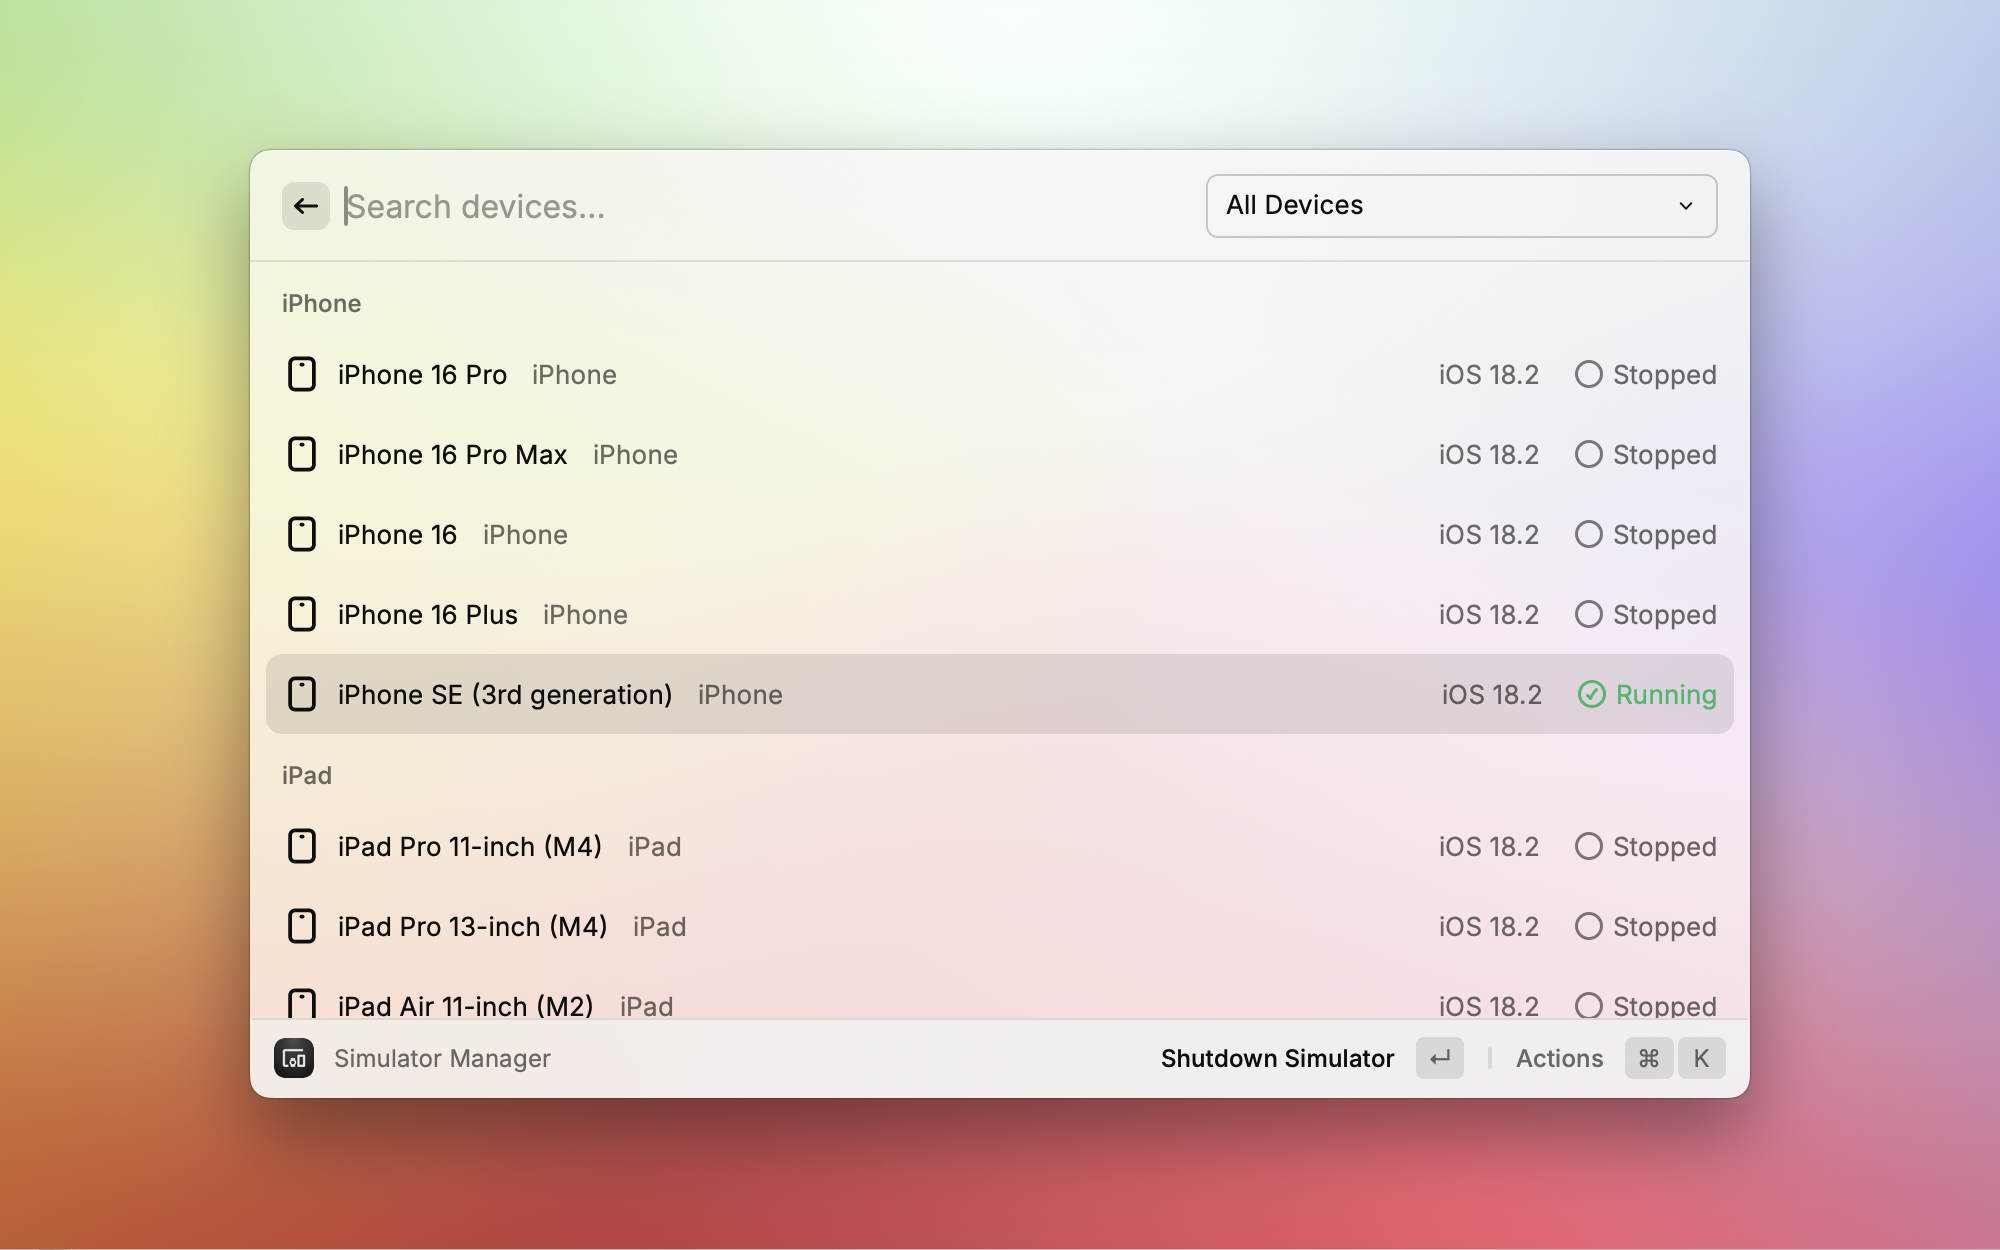 Search devices... All Devices
iPhone
iPhone 16 Pro iPhone iOS 18.2 Stopped
iPhone 16 Pro Max iPhone iOS 18.2 Stopped
iPhone 16 iPhone iOS 18.2 Stopped
iPhone 16 Plus iPhone iOS 18.2 Stopped
iPhone SE (3rd generation) iPhone iOS 18.2 Running
iPad
iPad Pro 11-inch (M4) iPad iOS 18.2 Stopped
iPad Pro 13-inch (M4) iPad iOS 18.2 Stopped
iPad Air 11-inch (M2) iPad iOS 18.2 Stopped
Simulator Manager Shutdown Simulator ↵ Actions ⌘ K